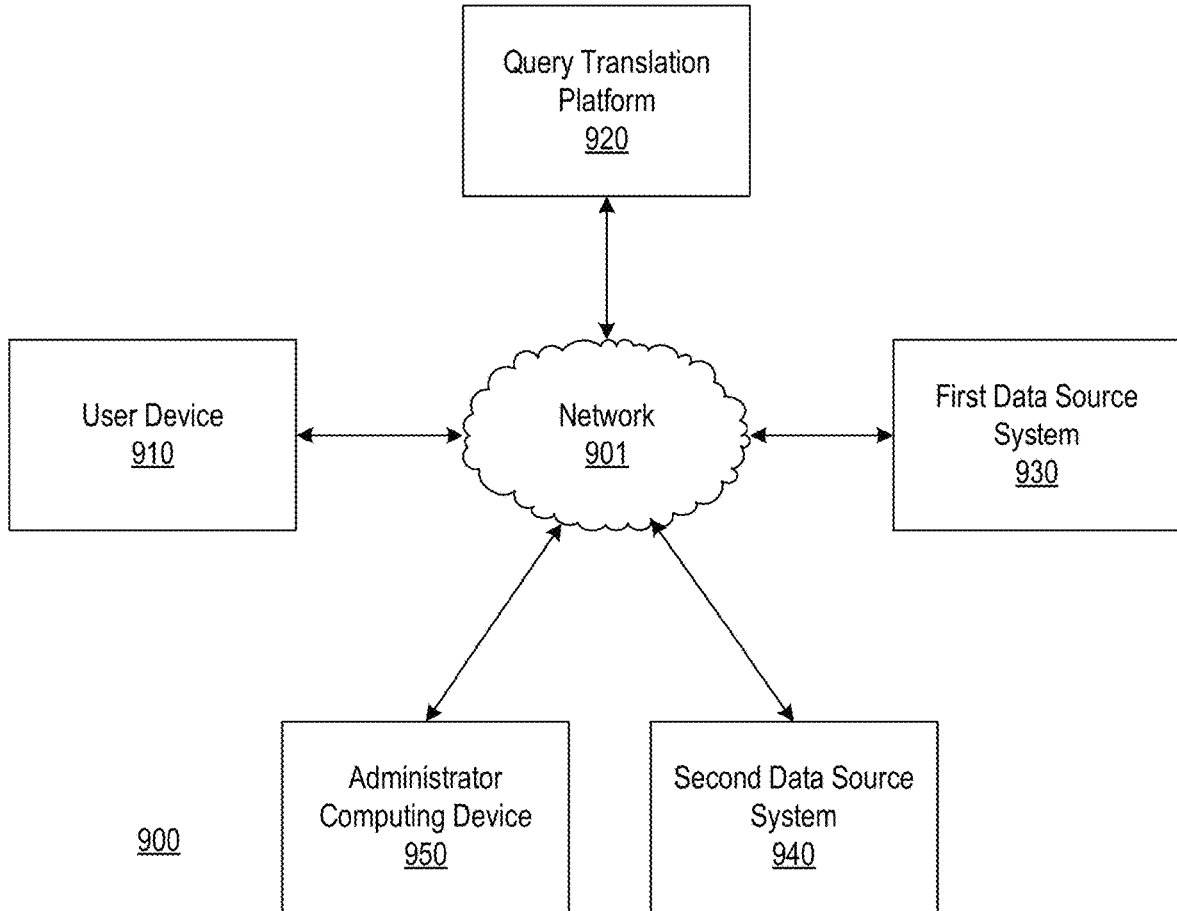 Query Translation
Platform
920
User Device
910
Network
901
First Data Source
System
930
Administrator
Computing Device
950
Second Data Source
System
940
900